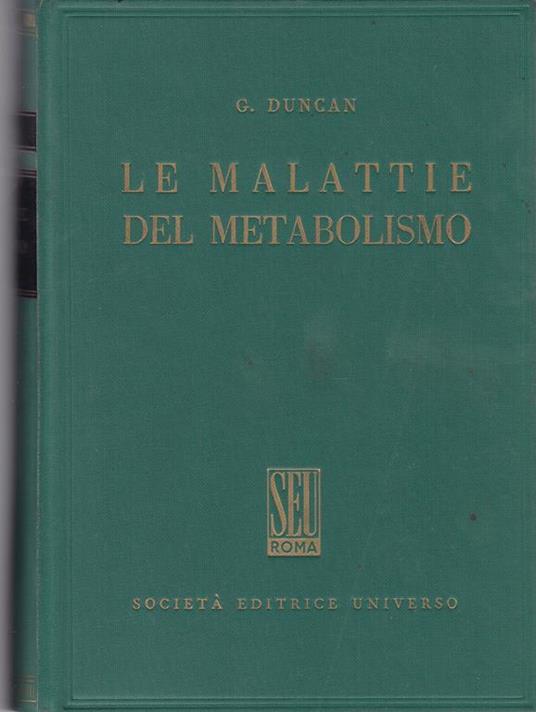 G. DUNCAN
LE MALATTIE
DEL METABOLISMO
SEU
ROMA
SOCIETÀ EDITRICE UNIVERSO